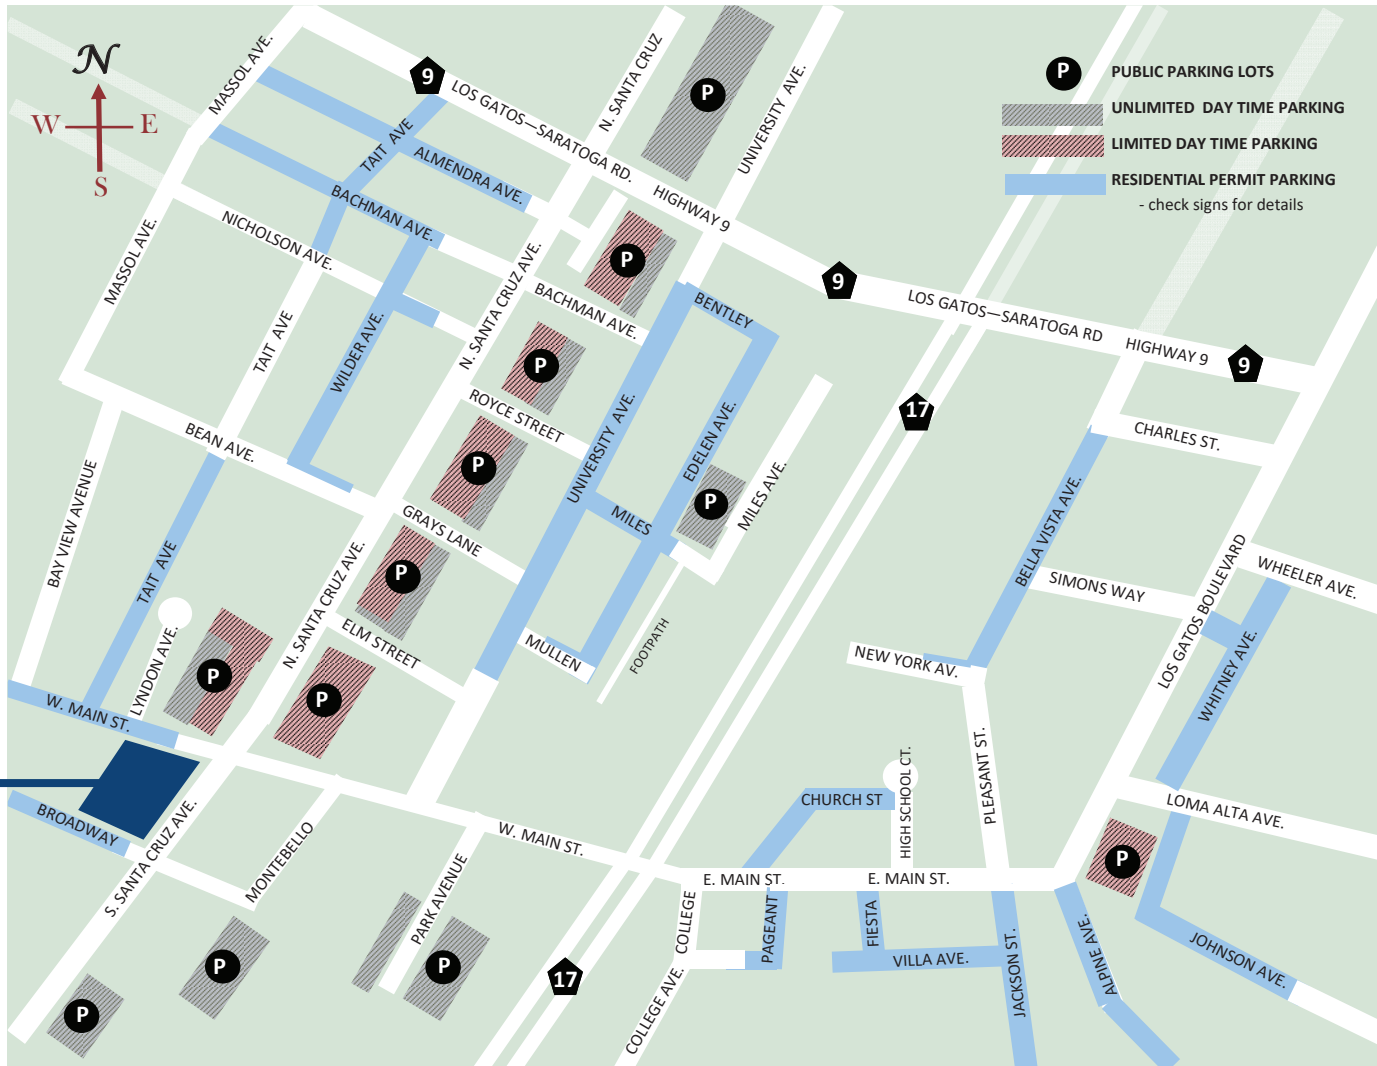 N
W
E
S
P
PUBLIC PARKING LOTS
UNLIMITED DAY TIME PARKING
LIMITED DAY TIME PARKING
RESIDENTIAL PERMIT PARKING
- check signs for details
MASSOL AVE.
9
LOS GATOS—SARATOGA RD.
HIGHWAY 9
N. SANTA CRUZ
P
UNIVERSITY AVE.
TAIT AVE
ALMENDRA AVE.
BACHMAN AVE.
NICHOLSON AVE.
MASSOL AVE.
P
9
LOS GATOS—SARATOGA RD
HIGHWAY 9
9
N. SANTA CRUZ AVE.
BACHMAN AVE.
BENTLEY
TAIT AVE
WILDER AVE.
P
ROYCE STREET
UNIVERSITY AVE.
EDELEN AVE.
17
CHARLES ST.
BEAN AVE.
P
P
MILES AVE.
MILES
GRAYS LANE
BAY VIEW AVENUE
TAIT AVE
BELLA VISTA AVE.
SIMONS WAY
LOS GATOS BOULEVARD
WHEELER AVE.
P
N. SANTA CRUZ AVE.
ELM STREET
MULLEN
FOOTPATH
LYNDON AVE.
P
P
NEW YORK AV.
WHITNEY AVE.
W. MAIN ST.
PLEASANT ST.
HIGH SCHOOL CT.
CHURCH ST
LOMA ALTA AVE.
BROADWAY
S. SANTA CRUZ AVE.
MONTEBELLO
W. MAIN ST.
P
E. MAIN ST.
E. MAIN ST.
PARK AVENUE
COLLEGE
PAGEANT
FIESTA
VILLA AVE.
JACKSON ST.
ALPINE AVE.
JOHNSON AVE.
P
P
17
P
COLLEGE AVE.